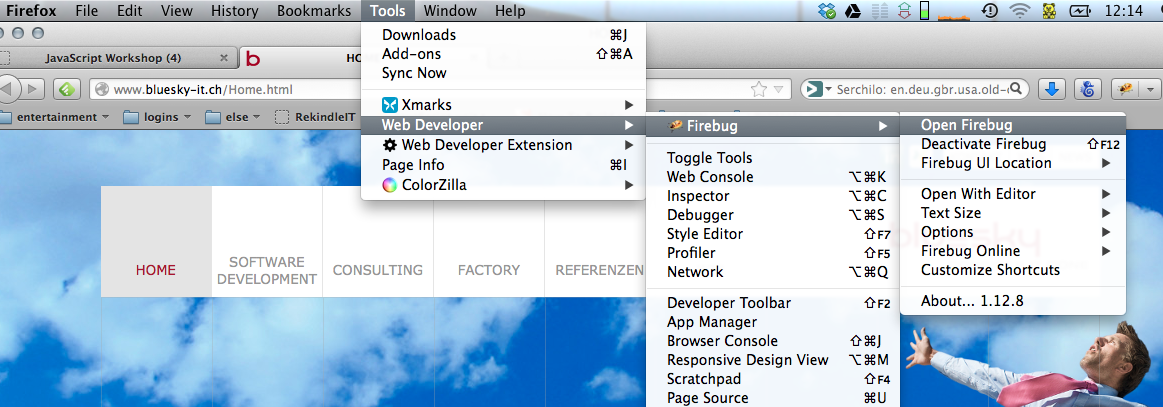 Firefox File Edit View History Bookmarks Tools Window Help 12:14
Downloads ⌘J
Add-ons ⇧⌘A
Sync Now
Xmarks
Web Developer
Web Developer Extension
Page Info ⌘I
ColorZilla
JavaScript Workshop (4)
HO
www.bluesky-it.ch/Home.html
Serchilo: en.deu.gbr.usa.old-
entertainment logins else RekindleIT
Firebug
Toggle Tools
Web Console ⌥⌘K
Inspector ⌥⌘C
Debugger ⌥⌘S
Style Editor ⇧F7
Profiler ⇧F5
Network ⌥⌘Q
Developer Toolbar ⇧F2
App Manager
Browser Console ⇧⌘J
Responsive Design View ⌥⌘M
Scratchpad ⇧F4
Page Source ⌘U
Open Firebug
Deactivate Firebug ⇧F12
Firebug UI Location
Open With Editor
Text Size
Options
Firebug Online
Customize Shortcuts
About... 1.12.8
HOME
SOFTWARE
DEVELOPMENT
CONSULTING
FACTORY
REFERENZEN